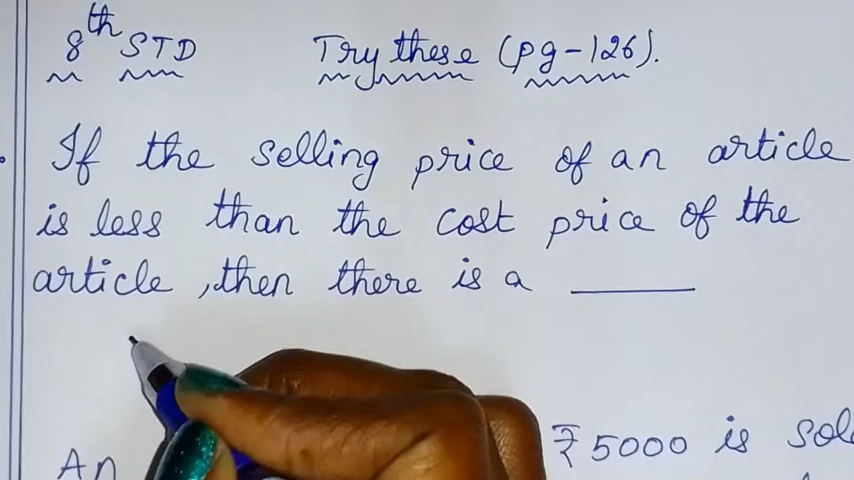 8th STD Try these (pg-126).
If the selling price of an article
is less than the cost price of the
article, then there is a ______
An ₹5000 is